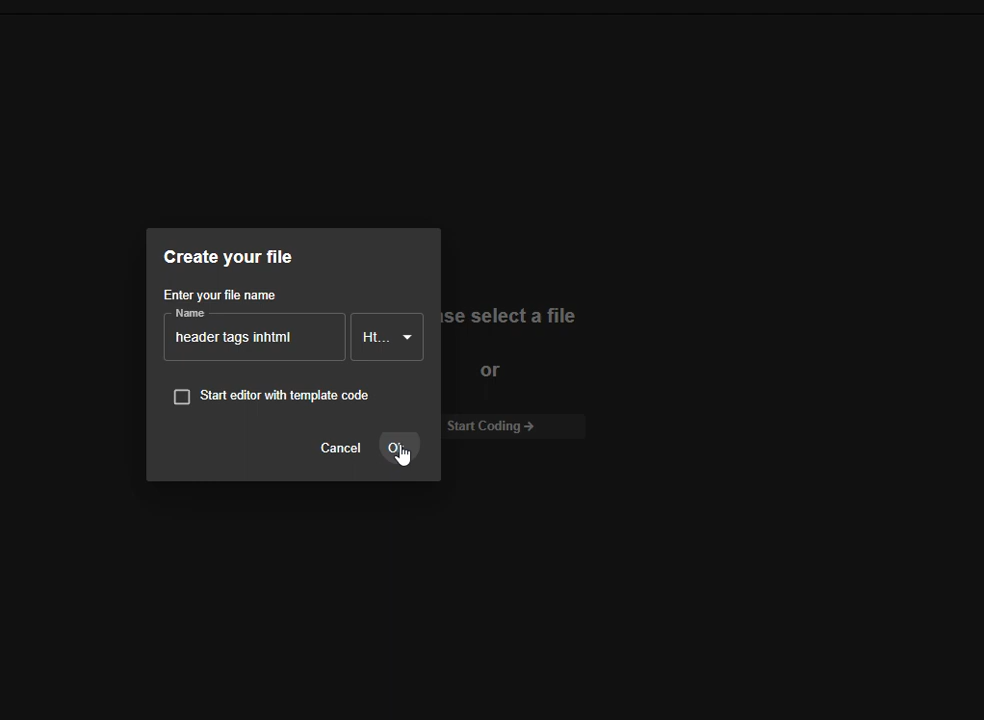 Create your file
Enter your file name
Name
header tags inhtml
Ht...
Start editor with template code
Cancel
select a file
or
Start Coding →